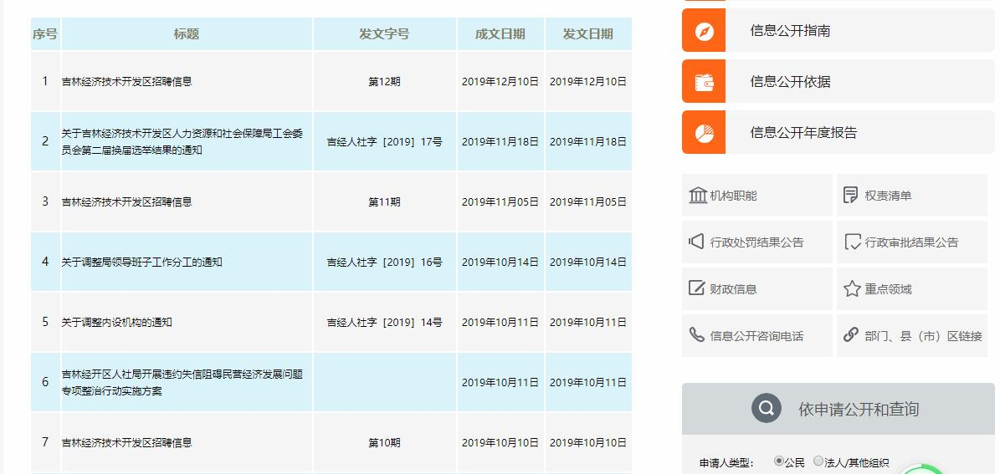 序号 标题 发文字号 成文日期 发文日期
1 吉林经济技术开发区招聘信息 第12期 2019年12月10日 2019年12月10日
2 关于吉林经济技术开发区人力资源和社会保障局工会委
员会第二届换届选举结果的通知 吉经人社字［2019］17号 2019年11月18日 2019年11月18日
3 吉林经济技术开发区招聘信息 第11期 2019年11月05日 2019年11月05日
4 关于调整局领导班子工作分工的通知 吉经人社字［2019］16号 2019年10月14日 2019年10月14日
5 关于调整内设机构的通知 吉经人社字［2019］14号 2019年10月11日 2019年10月11日
6 吉林经开区人社局开展违约失信阻碍民营经济发展问题
专项整治行动实施方案 2019年10月11日 2019年10月11日
7 吉林经济技术开发区招聘信息 第10期 2019年10月10日 2019年10月10日
信息公开指南
信息公开依据
信息公开年度报告
机构职能 权责清单
行政处罚结果公告 行政审批结果公告
财政信息 重点领域
信息公开咨询电话 部门、县（市）区链接
依申请公开和查询
申请人类型： 公民 法人/其他组织